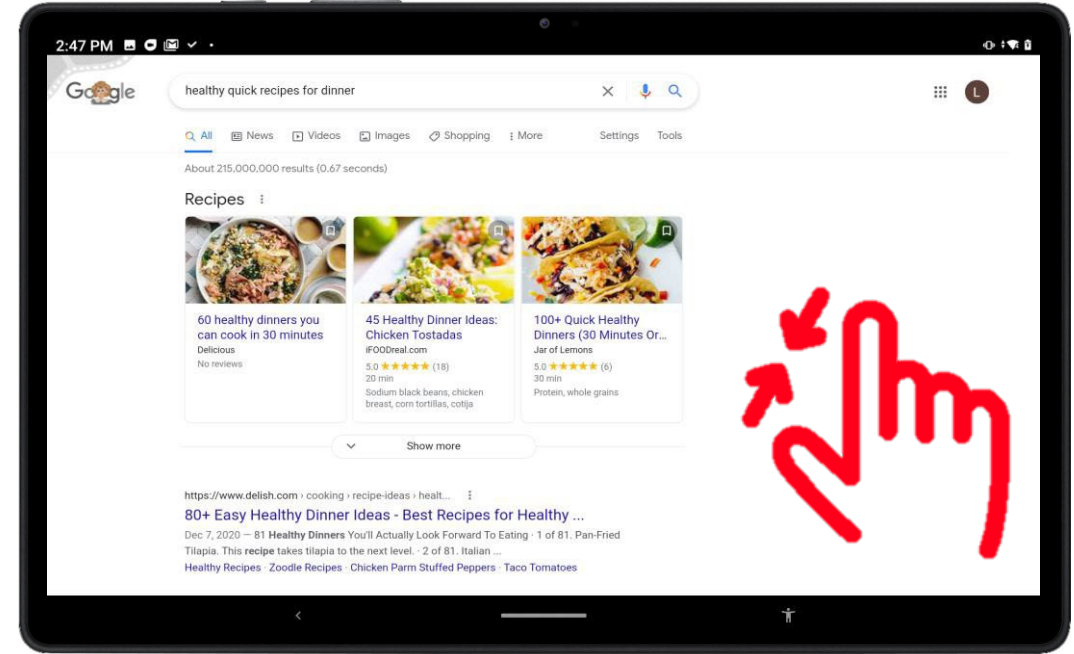 2:47 PM
Google
healthy quick recipes for dinner
L
All News Videos Images Shopping More Settings Tools
About 215,000,000 results (0.67 seconds)
Recipes
60 healthy dinners you
can cook in 30 minutes
Delicious
No reviews
45 Healthy Dinner Ideas:
Chicken Tostadas
iFOODreal.com
5.0 ★★★★★ (18)
20 min
Sodium black beans, chicken
breast, corn tortillas, cotija
100+ Quick Healthy
Dinners (30 Minutes Or...
Jar of Lemons
5.0 ★★★★★ (6)
30 min
Protein, whole grains
Show more
https://www.delish.com › cooking › recipe-ideas › healt...
80+ Easy Healthy Dinner Ideas - Best Recipes for Healthy ...
Dec 7, 2020 — 81 Healthy Dinners You'll Actually Look Forward To Eating · 1 of 81. Pan-Fried
Tilapia. This recipe takes tilapia to the next level. · 2 of 81. Italian ...
Healthy Recipes · Zoodle Recipes · Chicken Parm Stuffed Peppers · Taco Tomatoes